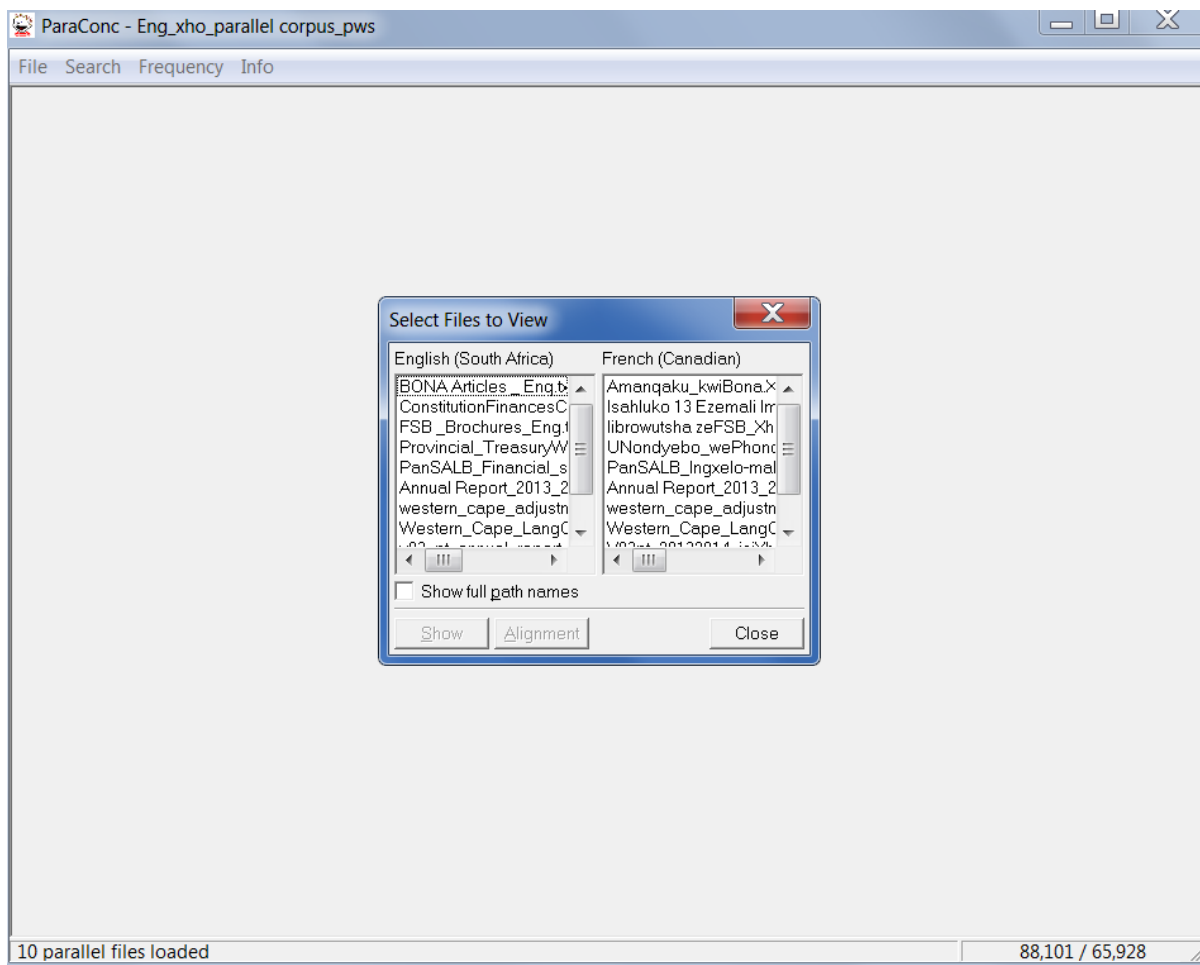 ParaConc - Eng_xho_parallel corpus_pws
File Search Frequency Info
Select Files to View
English (South Africa) French (Canadian)
BONA Articles _ Eng.t Amanqaku_kwiBona.X
ConstitutionFinancesC Isahluko 13 Ezemali Im
FSB _Brochures_Eng.t librowutsha zeFSB_Xh
Provincial_TreasuryW UNondyebo_wePhond
PanSALB_Financial_s PanSALB_Ingxelo-mal
Annual Report_2013_2 Annual Report_2013_2
western_cape_adjustn western_cape_adjustn
Western_Cape_LangC Western_Cape_LangC
Show full path names
Show Alignment Close
10 parallel files loaded 88,101 / 65,928